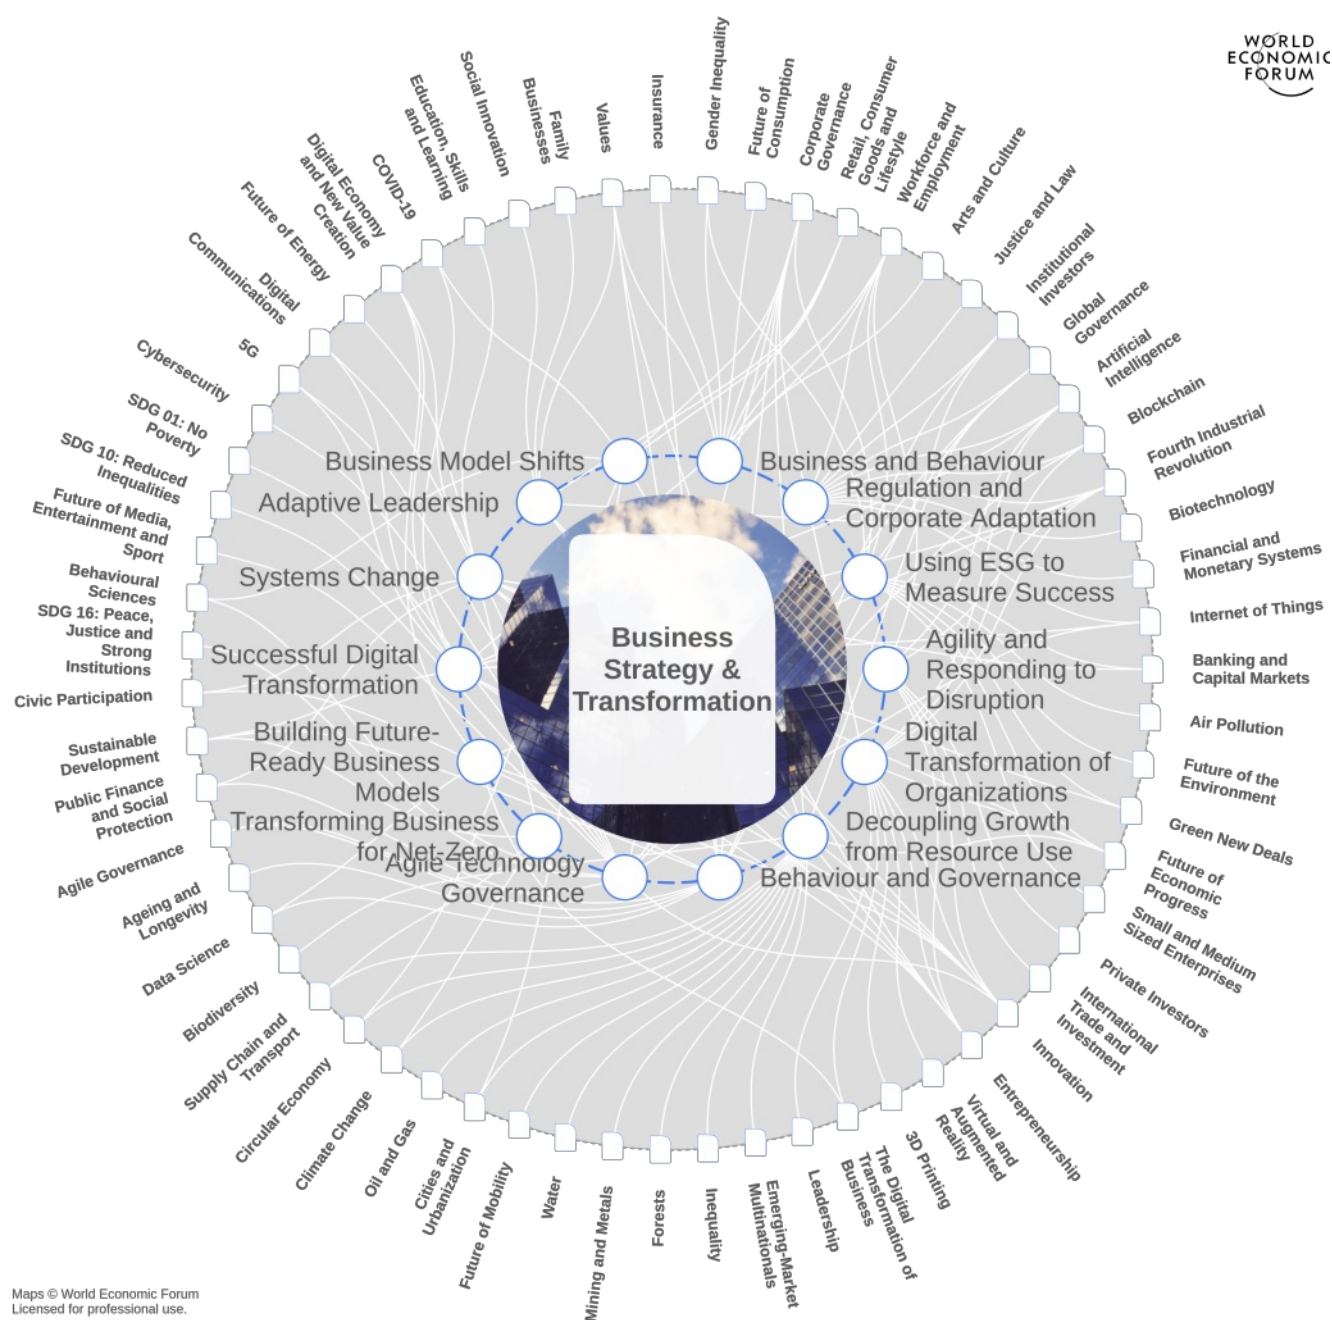 WORLD
ECONOMIC
FORUM
Gender Inequality
Future of
Consumption
Corporate
Governance
Retail, Consumer
Goods and
Lifestyle
Workforce and
Employment
Arts and Culture
Justice and Law
Institutional
Investors
Global
Governance
Artificial
Intelligence
Blockchain
Fourth Industrial
Revolution
Biotechnology
Financial and
Monetary Systems
Internet of Things
Banking and
Capital Markets
Air Pollution
Future of the
Environment
Green New Deals
Future of
Economic
Progress
Small and Medium
Sized Enterprises
Private Investors
International
Trade and
Investment
Innovation
Entrepreneurship
Virtual and
Augmented
Reality
3D Printing
The Digital
Transformation of
Business
Leadership
Emerging-Market
Multinationals
Inequality
Forests
Mining and Metals
Water
Future of Mobility
Cities and
Urbanization
Oil and Gas
Climate Change
Circular Economy
Supply Chain and
Transport
Biodiversity
Data Science
Ageing and
Longevity
Agile Governance
Public Finance
and Social
Protection
Sustainable
Development
Civic Participation
SDG 16: Peace,
Justice and
Strong
Institutions
Behavioural
Sciences
Future of Media,
Entertainment and
Sport
SDG 10: Reduced
Inequalities
SDG 01: No
Poverty
Cybersecurity
5G
Digital
Communications
Future of Energy
Digital Economy
and New Value
Creation
COVID-19
Education, Skills
and Learning
Social Innovation
Family
Businesses
Values
Insurance
Business Model Shifts
Adaptive Leadership
Systems Change
Successful Digital
Transformation
Building Future-
Ready Business
Models
Transforming Business
for Net-Zero
Agile Technology
Governance
Business and Behaviour
Regulation and
Corporate Adaptation
Using ESG to
Measure Success
Agility and
Responding to
Disruption
Digital
Transformation of
Organizations
Decoupling Growth
from Resource Use
Behaviour and Governance
Business
Strategy &
Transformation
Maps © World Economic Forum
Licensed for professional use.